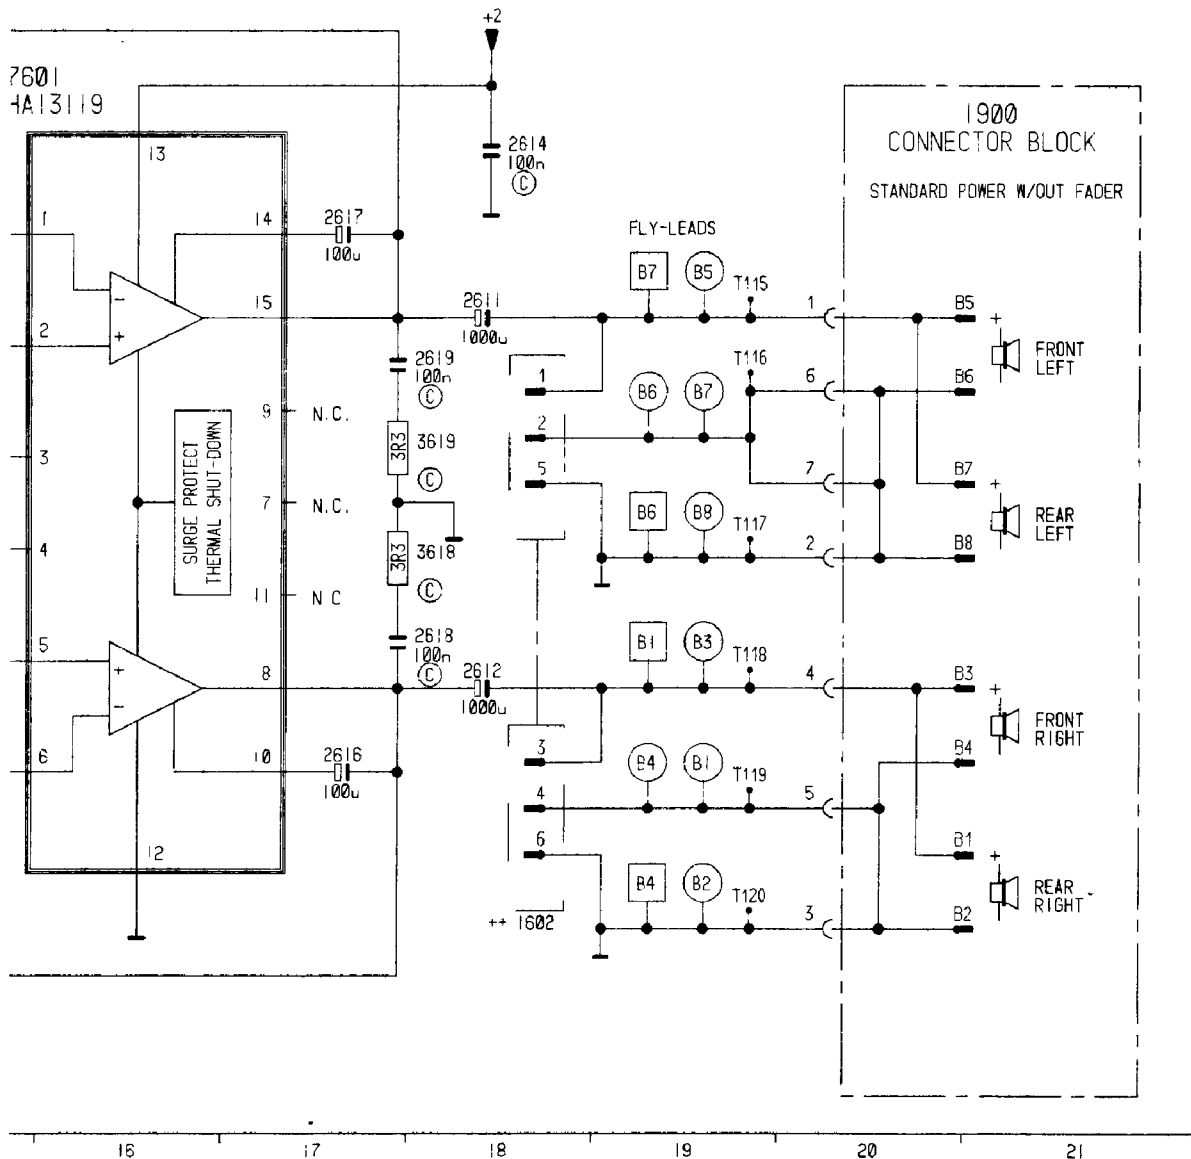 +2
7601
HA13119
1900
CONNECTOR BLOCK
STANDARD POWER W/OUT FADER
13
2614
100n
C
1
14
2617
100u
FLY-LEADS
B7
B5
T115
15
2611
1000u
1
B5
+
FRONT
LEFT
-
+
2
2619
100n
C
1
T116
6
B6
9
N.C.
2
B6
B7
3R3
3619
C
3
SURGE PROTECT
THERMAL SHUT-DOWN
5
7
B7
+
REAR
LEFT
7
N.C.
B6
B8
T117
2
B8
4
3R3
3618
C
11
N C
5
2618
100n
C
B1
B3
T118
+
-
8
2612
1000u
4
B3
+
FRONT
RIGHT
6
10
2616
100u
3
B4
B1
T119
B4
4
5
6
12
B1
+
REAR
RIGHT
B4
B2
T120
++ 1602
3
B2
16
17
18
19
20
21